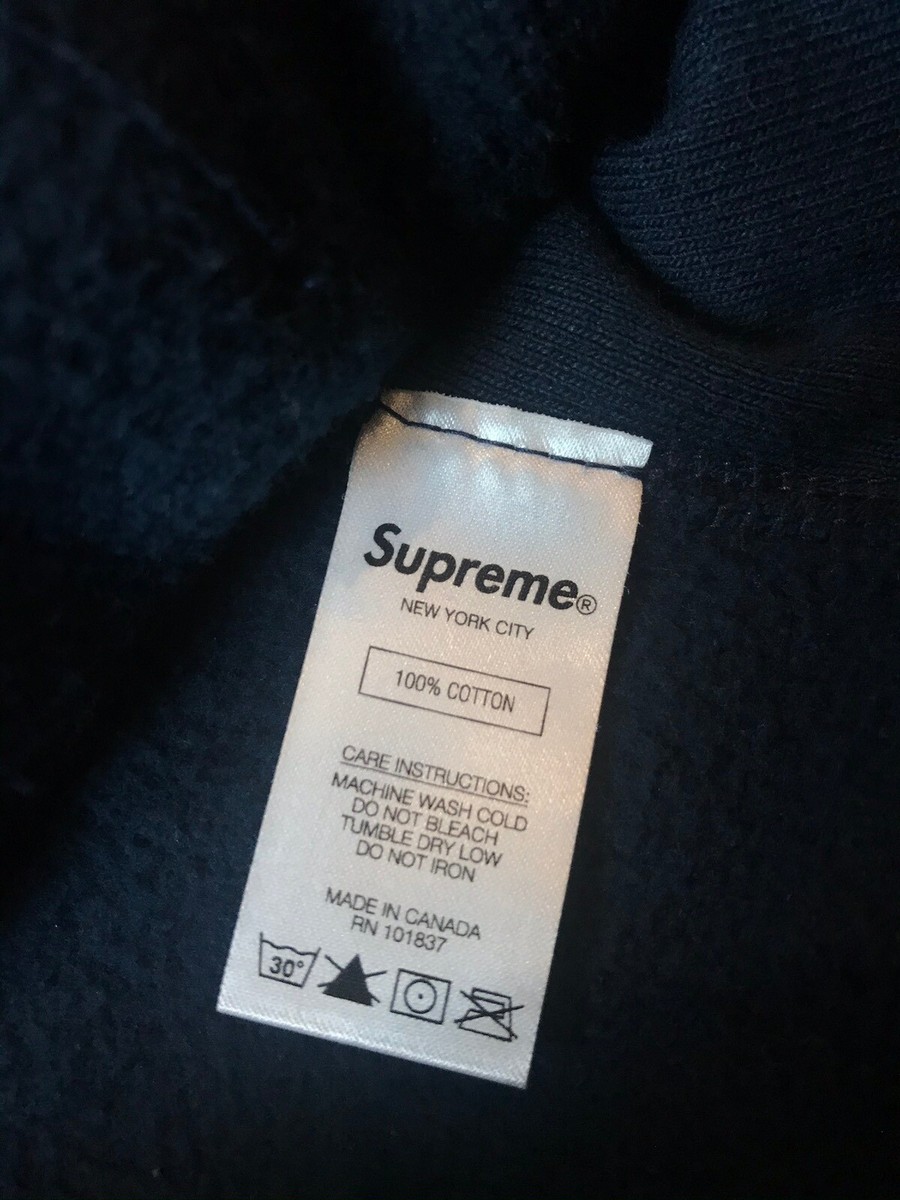 Supreme®
NEW YORK CITY
100% COTTON
CARE INSTRUCTIONS:
MACHINE WASH COLD
DO NOT BLEACH
TUMBLE DRY LOW
DO NOT IRON
MADE IN CANADA
RN 101837
30°